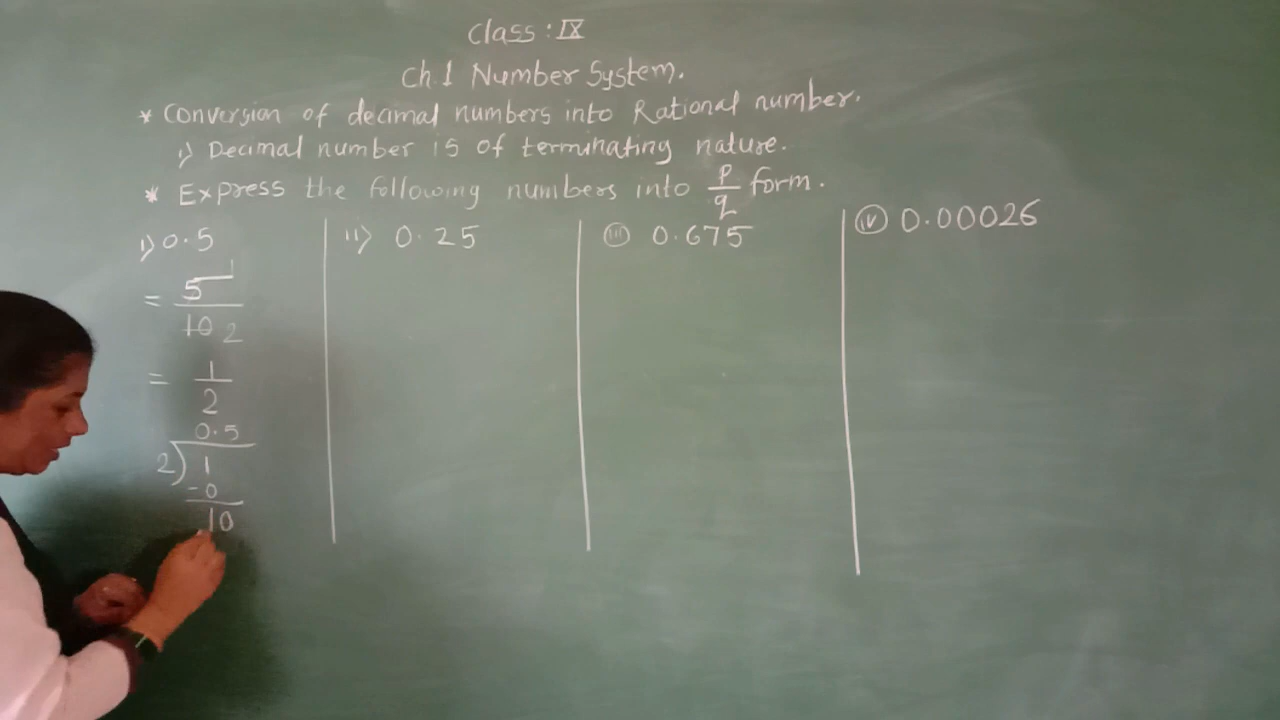 Class : IX
Ch.1 Number System.
* Conversion of decimal numbers into Rational number.
i) Decimal number is of terminating nature.
* Express the following numbers into p/q form.
i) 0.5
= 5 1
10 2
= 1
2
0.5
2) 1
-0
10
ii) 0.25
(iii) 0.675
(iv) 0.00026